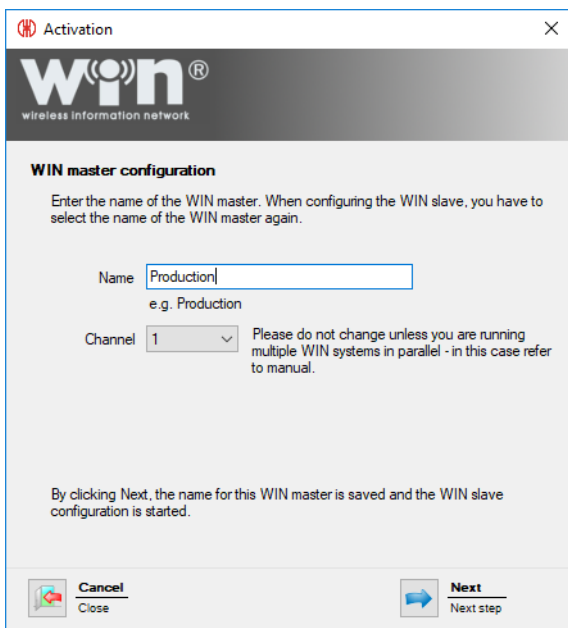 Activation
WIN®
wireless information network
WIN master configuration
Enter the name of the WIN master. When configuring the WIN slave, you have to
select the name of the WIN master again.
Name Production
e.g. Production
Channel 1
Please do not change unless you are running
multiple WIN systems in parallel - in this case refer
to manual.
By clicking Next, the name for this WIN master is saved and the WIN slave
configuration is started.
Cancel
Close
Next
Next step